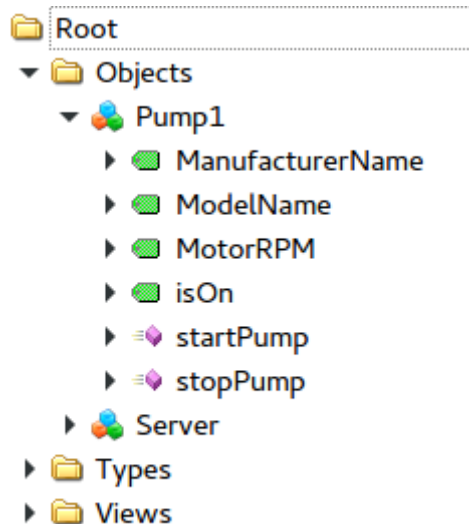 Root
Objects
Pump1
ManufacturerName
ModelName
MotorRPM
isOn
startPump
stopPump
Server
Types
Views